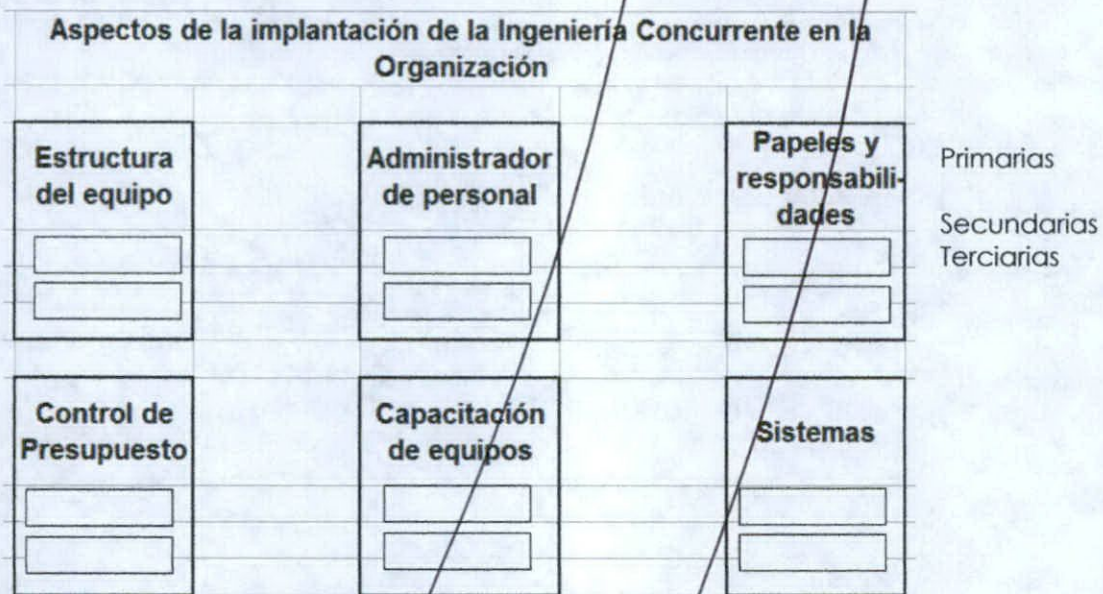 Aspectos de la implantación de la Ingeniería Concurrente en la
Organización
Estructura
del equipo
Administrador
de personal
Papeles y
responsabili-
dades
Primarias
Secundarias
Terciarias
Control de
Presupuesto
Capacitación
de equipos
Sistemas